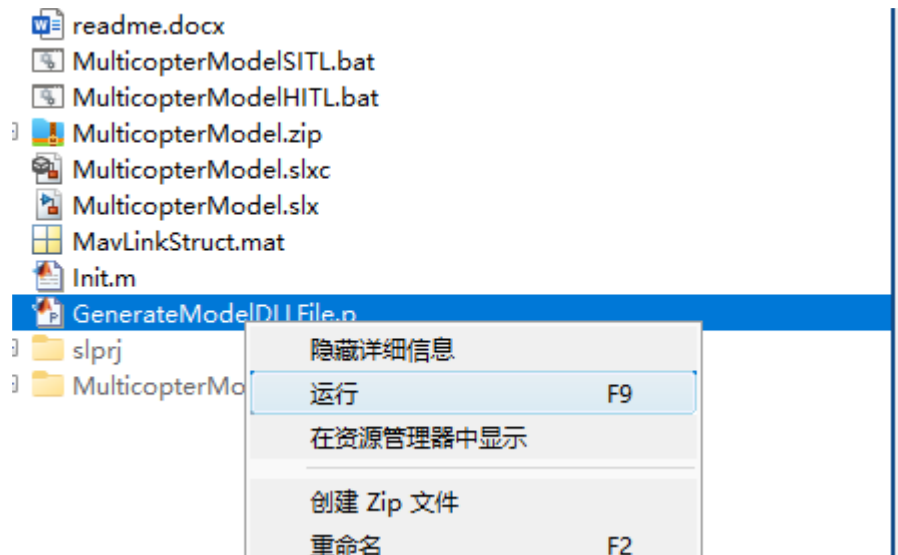 readme.docx
MulticopterModelSITL.bat
MulticopterModelHITL.bat
MulticopterModel.zip
MulticopterModel.slxc
MulticopterModel.slx
MavLinkStruct.mat
Init.m
GenerateModelDLLFile.p
slprj
隐藏详细信息
MulticopterMo
运行 F9
在资源管理器中显示
创建 Zip 文件
重命名 F2